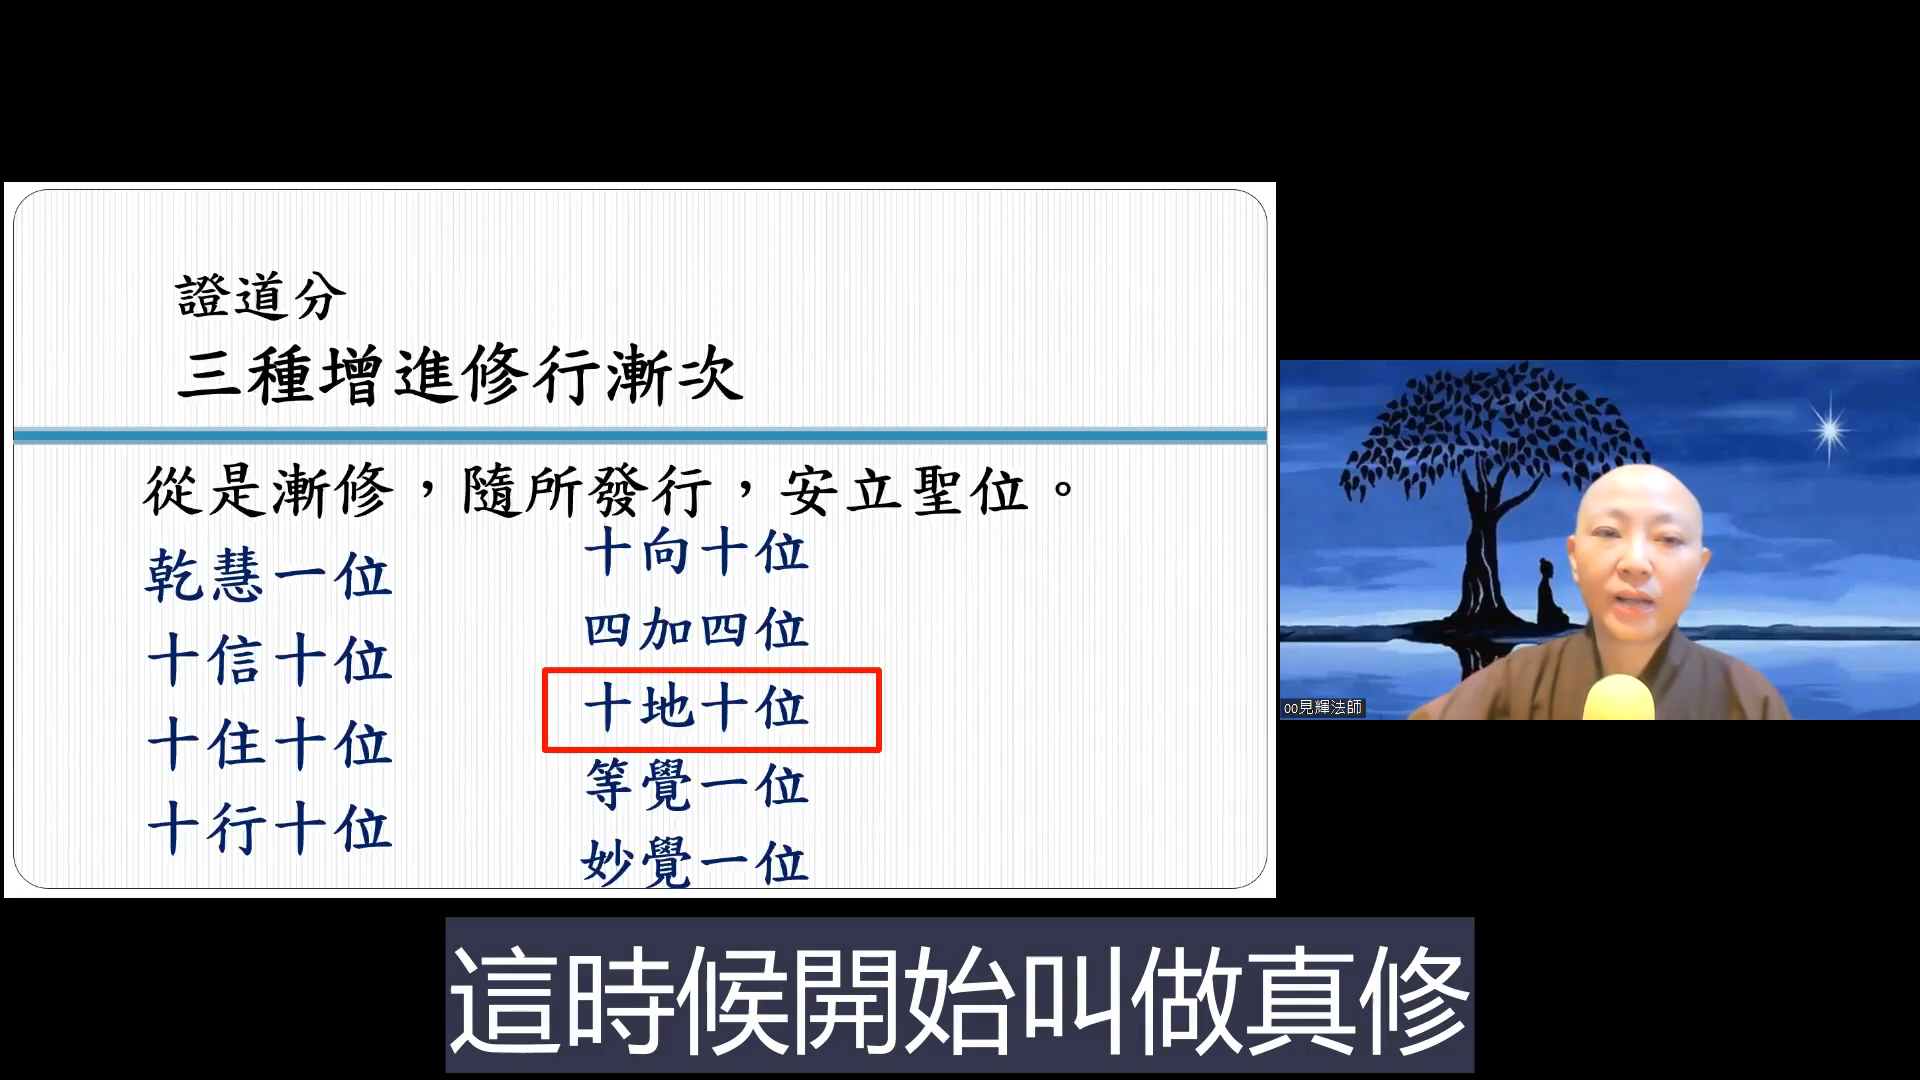 證道分
三種增進修行漸次
從是漸修，隨所發行，安立聖位。
乾慧一位
十信十位
十住十位
十行十位
十向十位
四加四位
十地十位
等覺一位
妙覺一位
oo見輝法師
這時候開始叫做真修